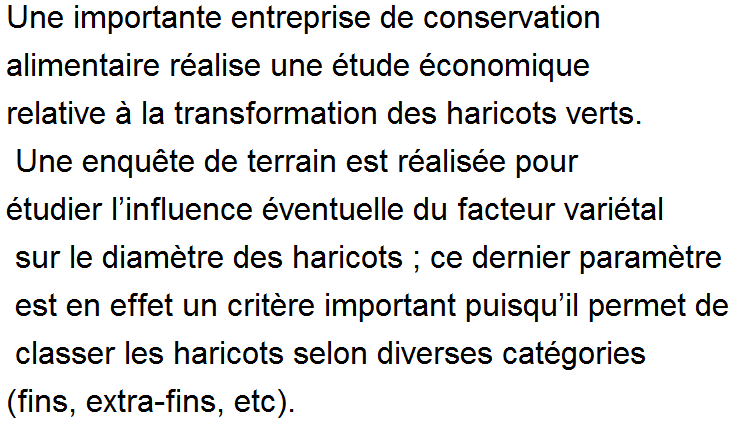 Une importante entreprise de conservation
alimentaire réalise une étude économique
relative à la transformation des haricots verts.
Une enquête de terrain est réalisée pour
étudier l’influence éventuelle du facteur variétal
sur le diamètre des haricots ; ce dernier paramètre
est en effet un critère important puisqu’il permet de
classer les haricots selon diverses catégories
(fins, extra-fins, etc).